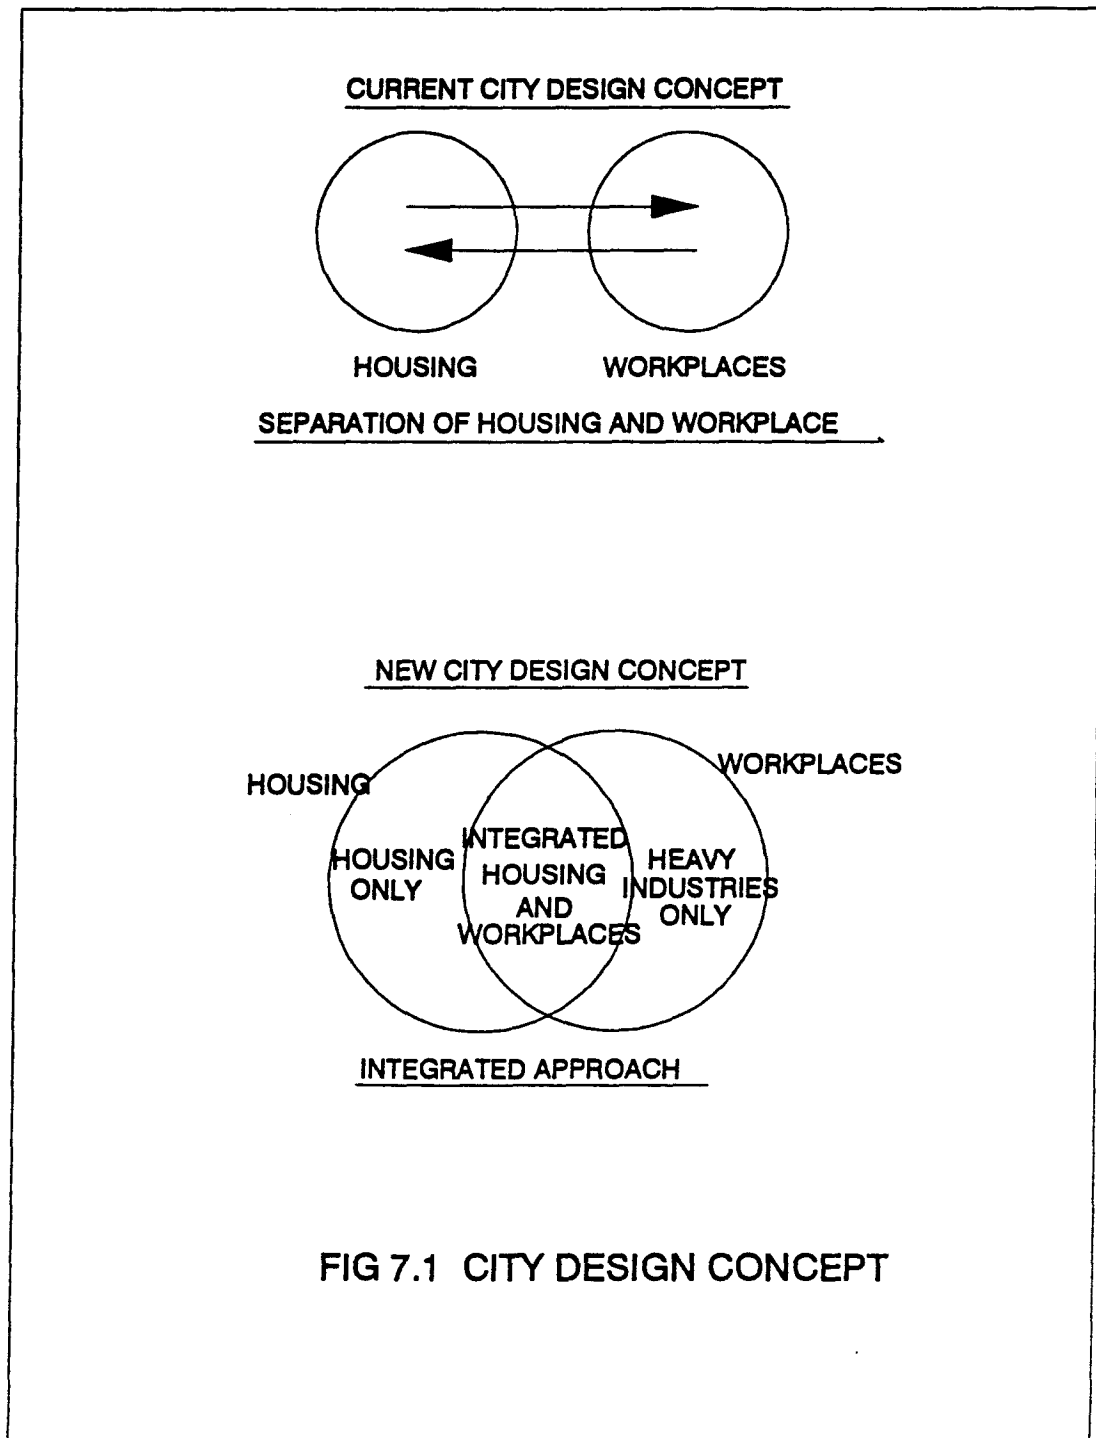 CURRENT CITY DESIGN CONCEPT
HOUSING
WORKPLACES
SEPARATION OF HOUSING AND WORKPLACE
NEW CITY DESIGN CONCEPT
HOUSING
WORKPLACES
HOUSING
ONLY
INTEGRATED
HOUSING
AND
WORKPLACES
HEAVY
INDUSTRIES
ONLY
INTEGRATED APPROACH
FIG 7.1 CITY DESIGN CONCEPT